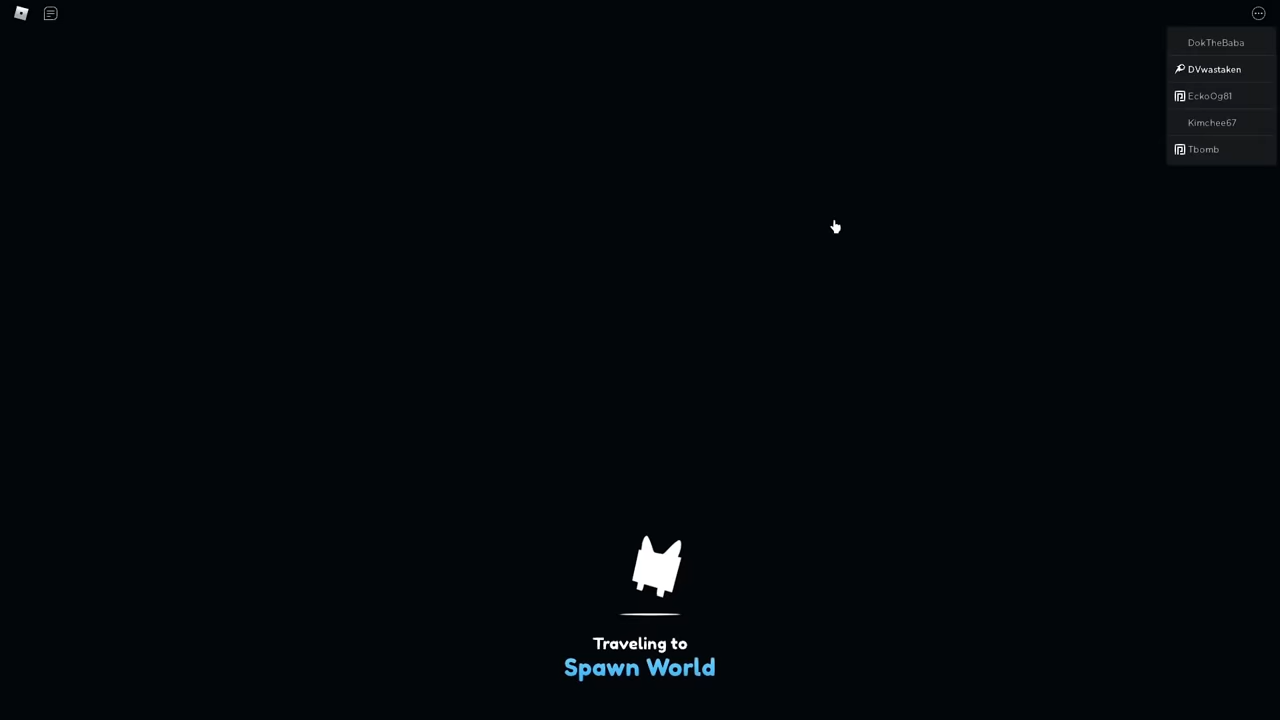 DokTheBaba
DVwastaken
EckoOg81
Kimchee67
Tbomb
Traveling to
Spawn World